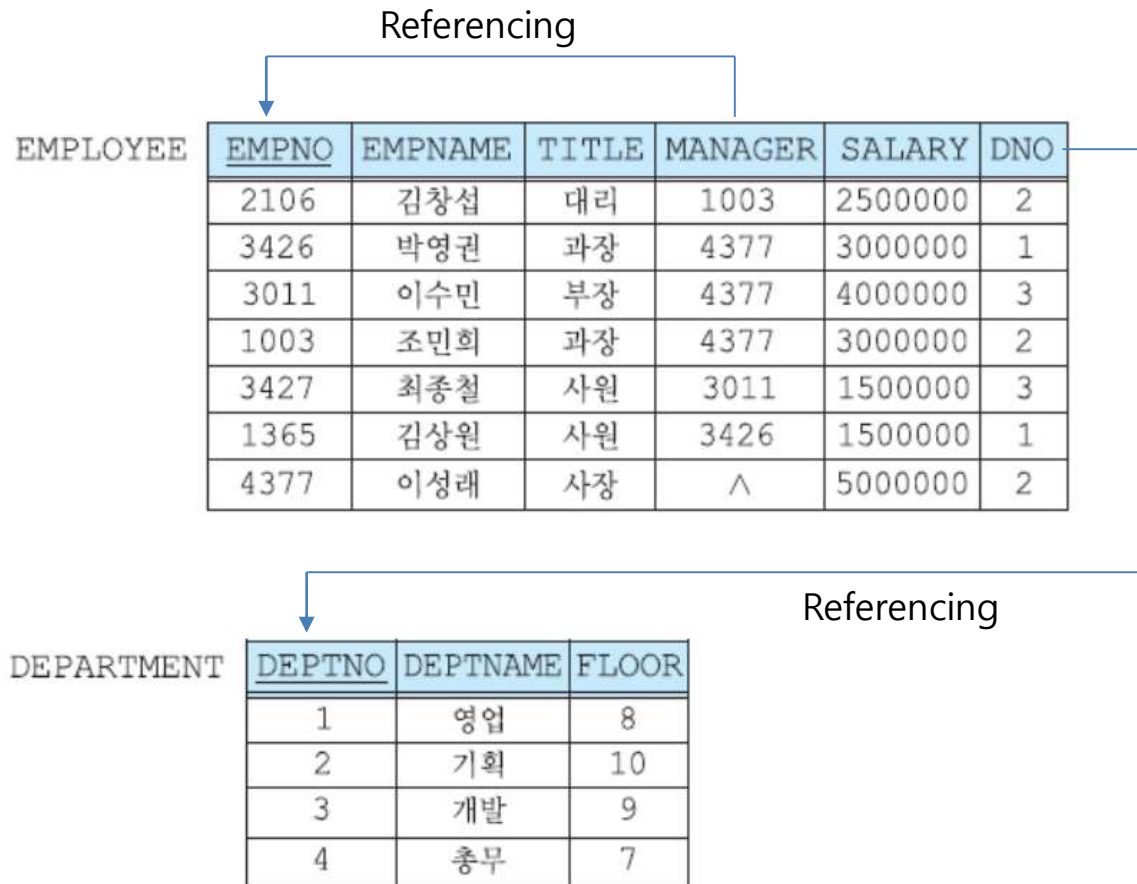 Referencing
EMPLOYEE
EMPNO EMPNAME TITLE MANAGER SALARY DNO
2106 김창섭 대리 1003 2500000 2
3426 박영권 과장 4377 3000000 1
3011 이수민 부장 4377 4000000 3
1003 조민희 과장 4377 3000000 2
3427 최종철 사원 3011 1500000 3
1365 김상원 사원 3426 1500000 1
4377 이성래 사장 ∧ 5000000 2
Referencing
DEPARTMENT
DEPTNO DEPTNAME FLOOR
1 영업 8
2 기획 10
3 개발 9
4 총무 7